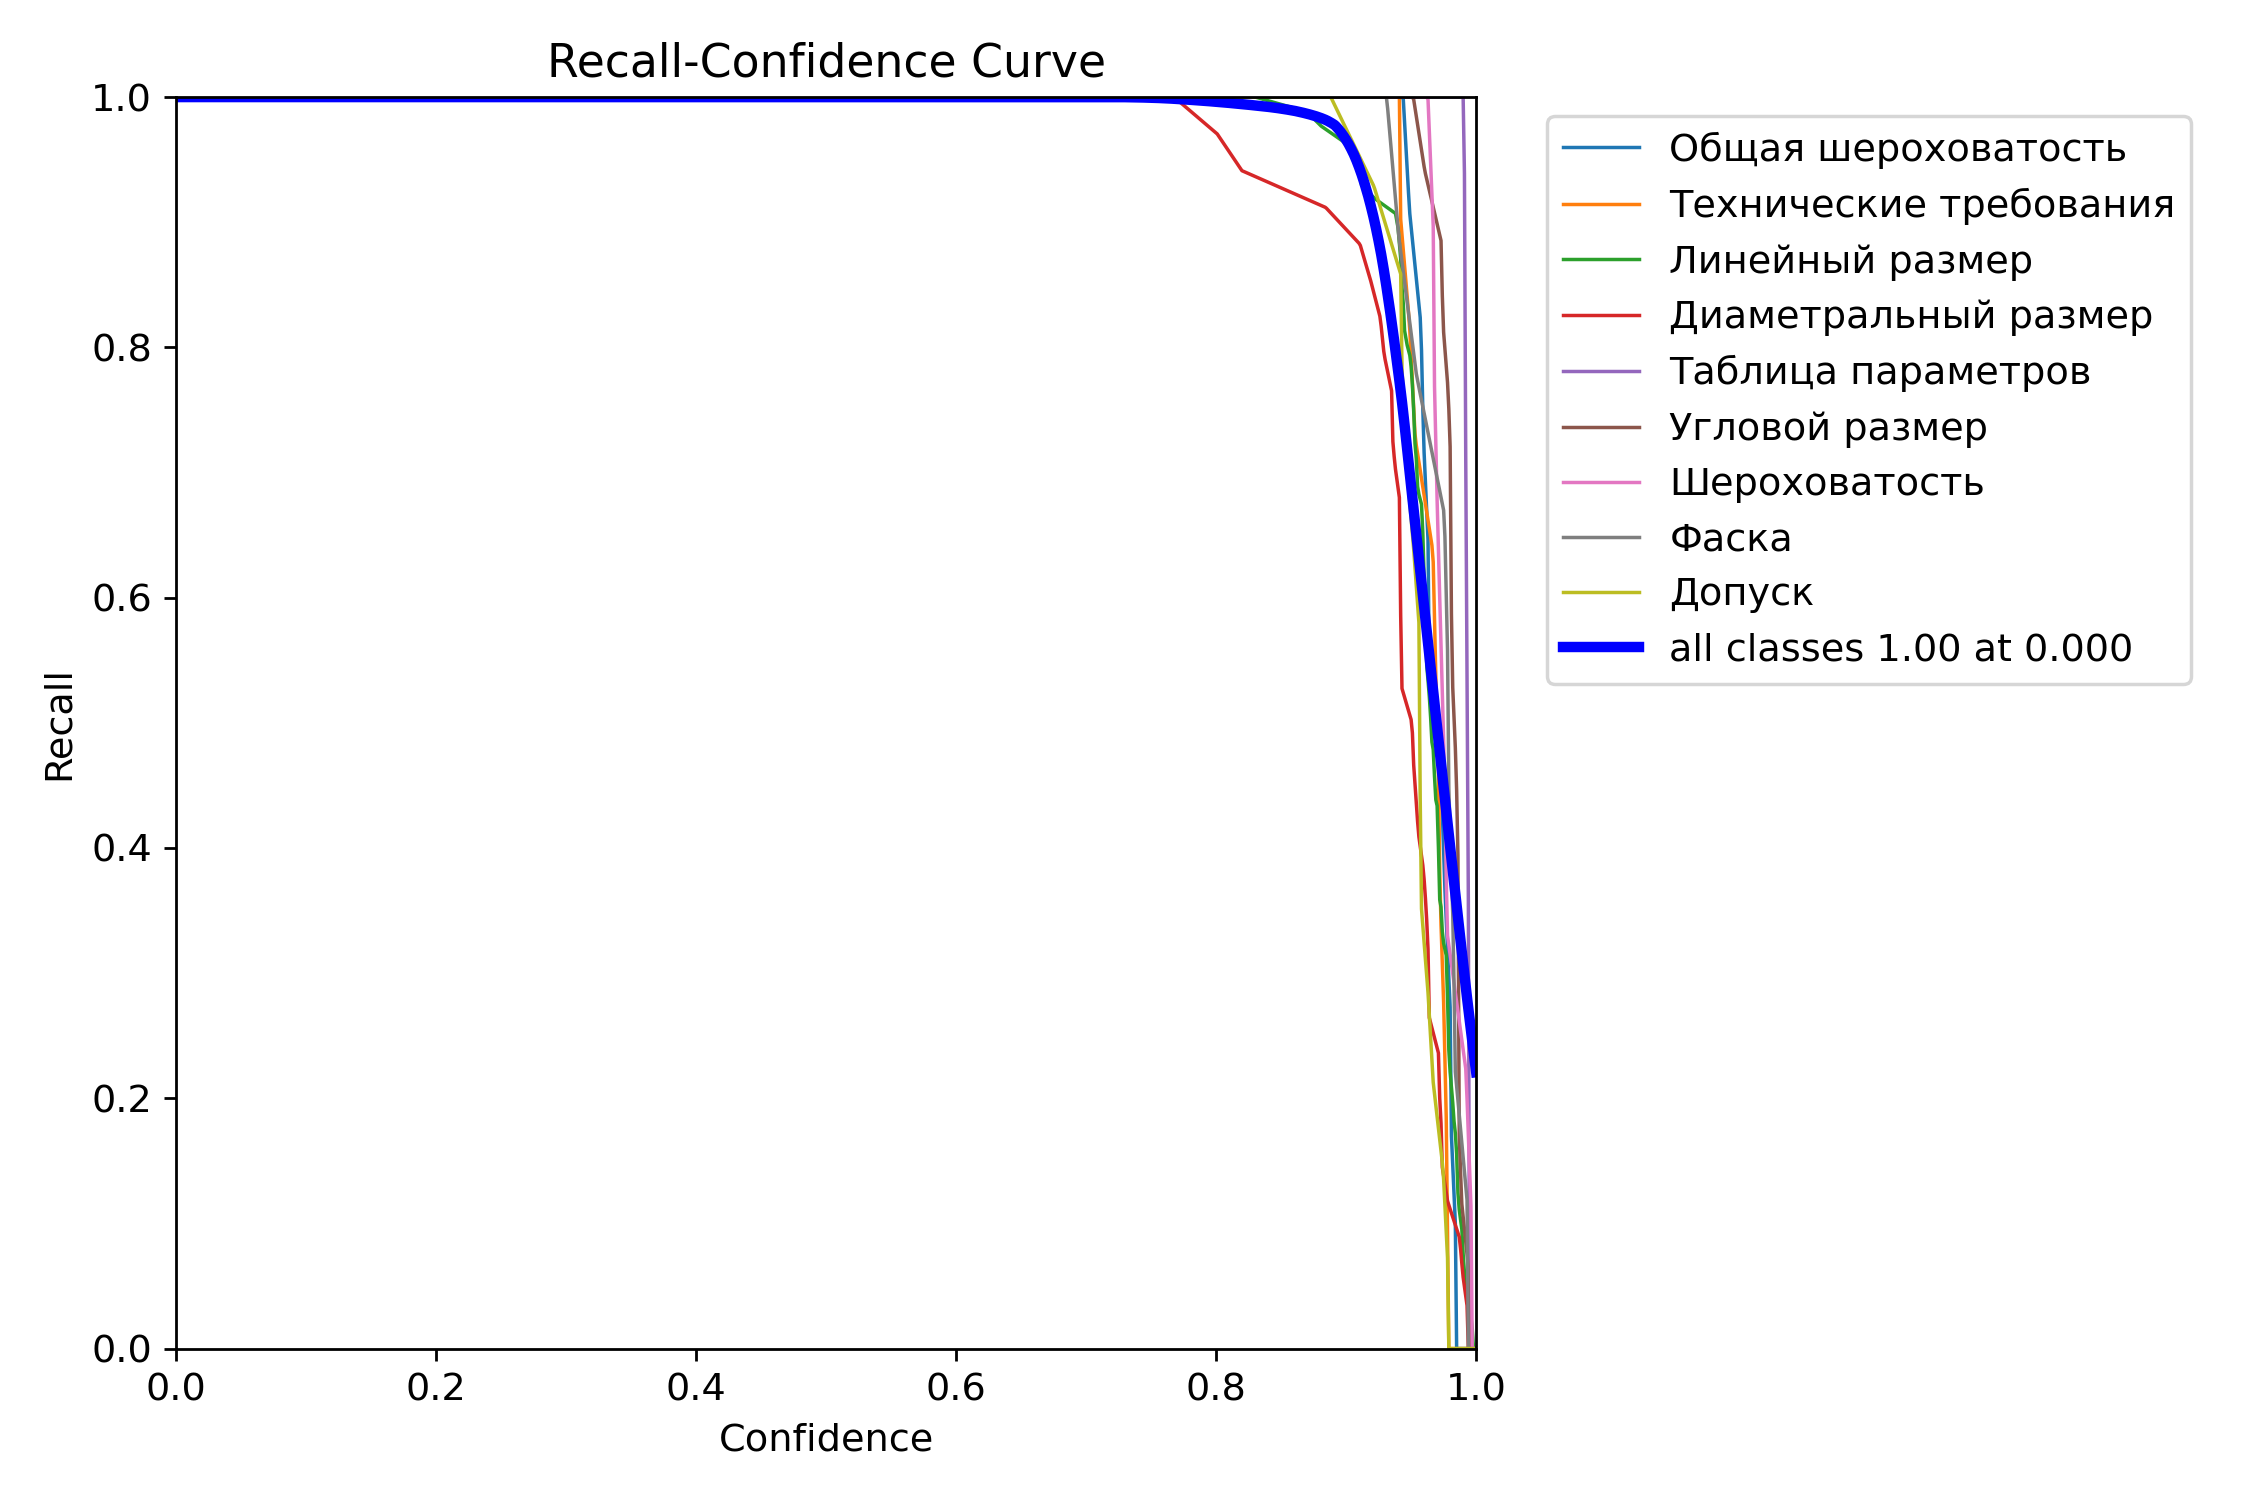 Recall-Confidence Curve
1.0
0.8
0.6
0.4
0.2
0.0
Recall
0.0 0.2 0.4 0.6 0.8 1.0
Confidence
Общая шероховатость
Технические требования
Линейный размер
Диаметральный размер
Таблица параметров
Угловой размер
Шероховатость
Фаска
Допуск
all classes 1.00 at 0.000